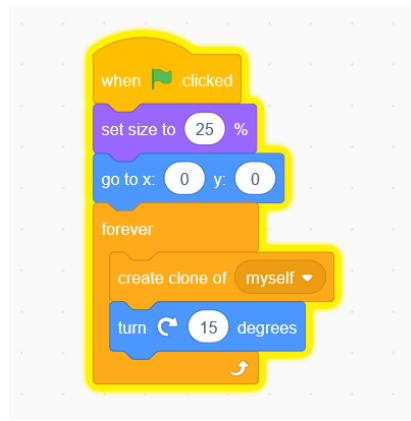 when clicked
set size to 25 %
go to x: 0 y: 0
forever
create clone of myself
turn 15 degrees